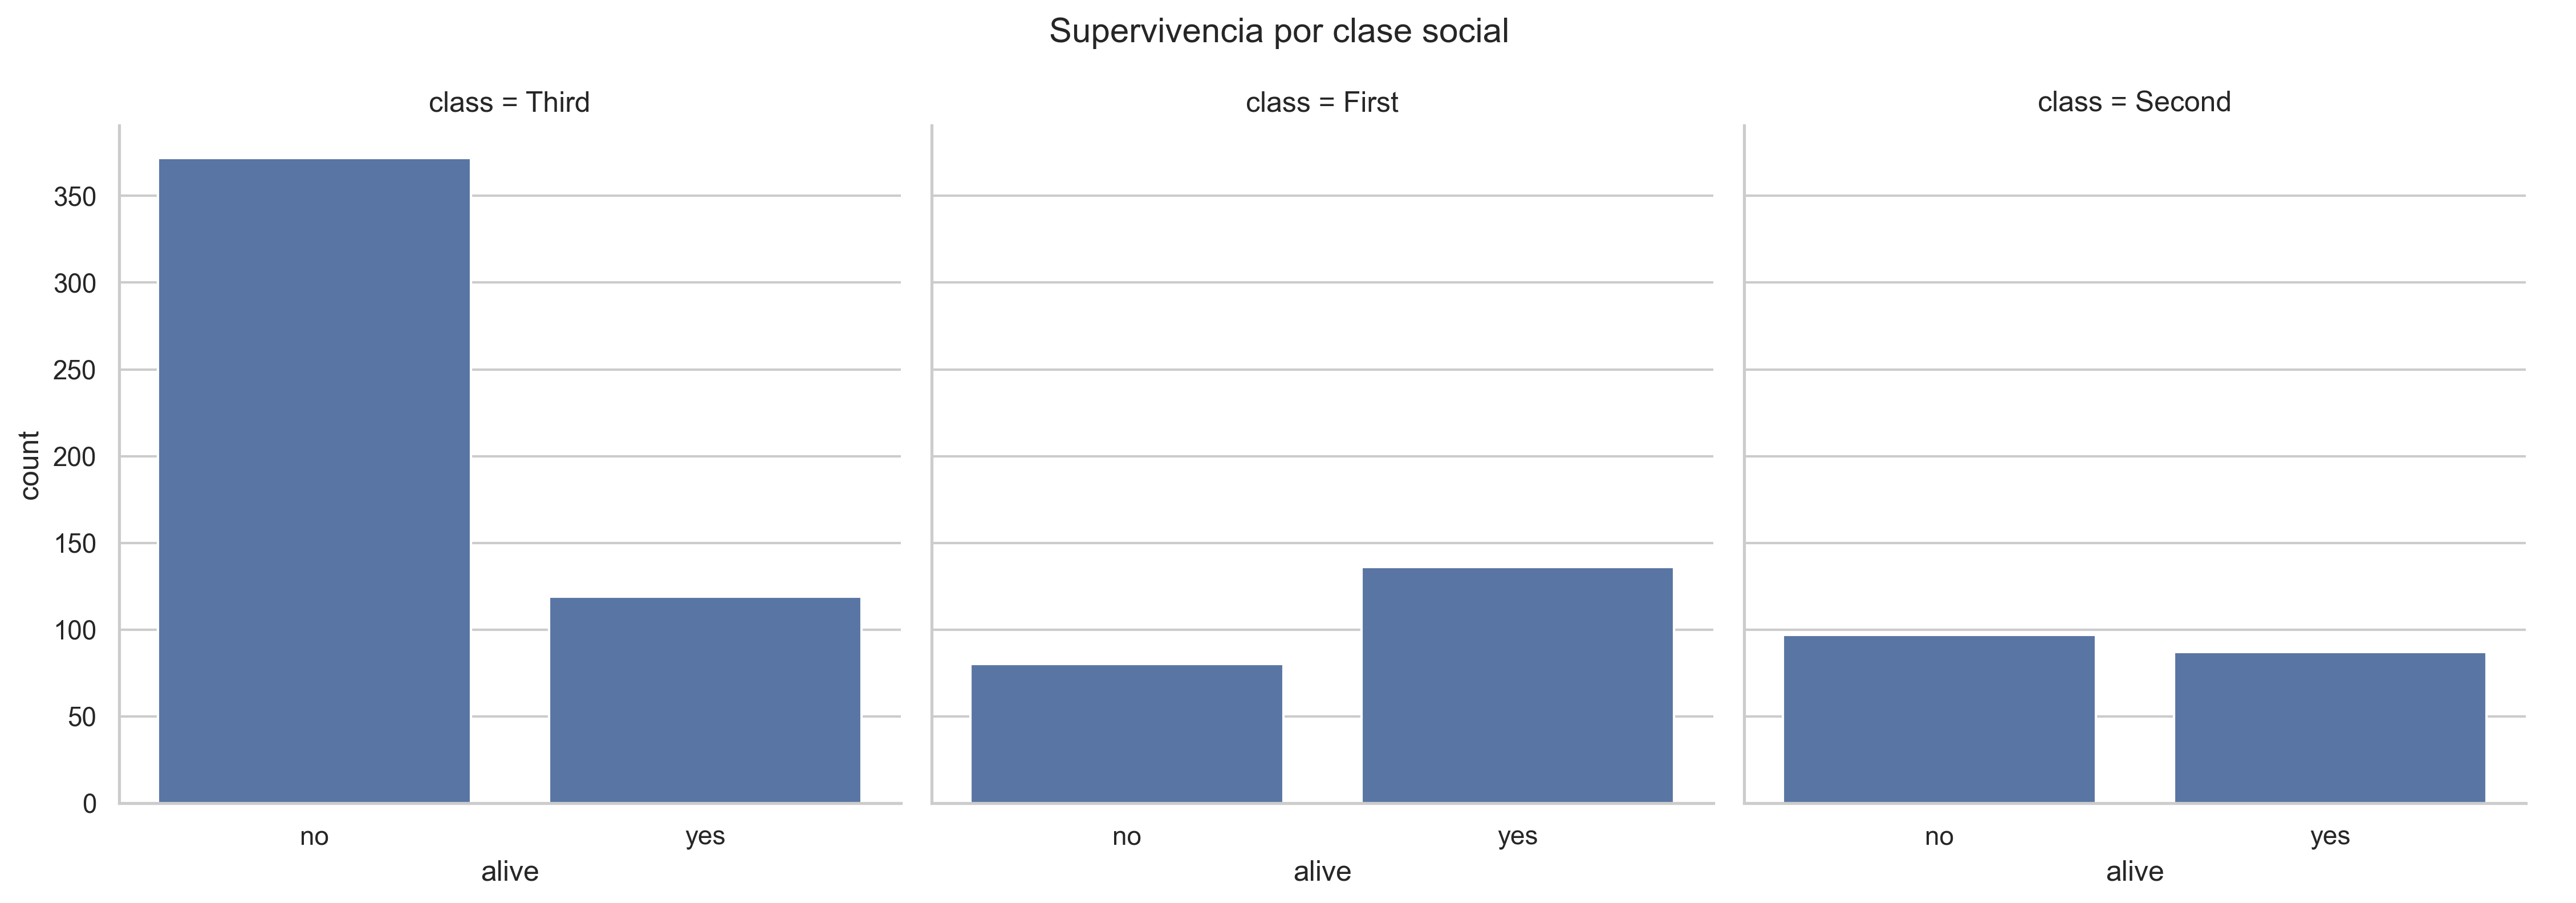 Supervivencia por clase social
class = Third
class = First
class = Second
count
350
300
250
200
150
100
50
0
no
yes
alive
no
yes
alive
no
yes
alive